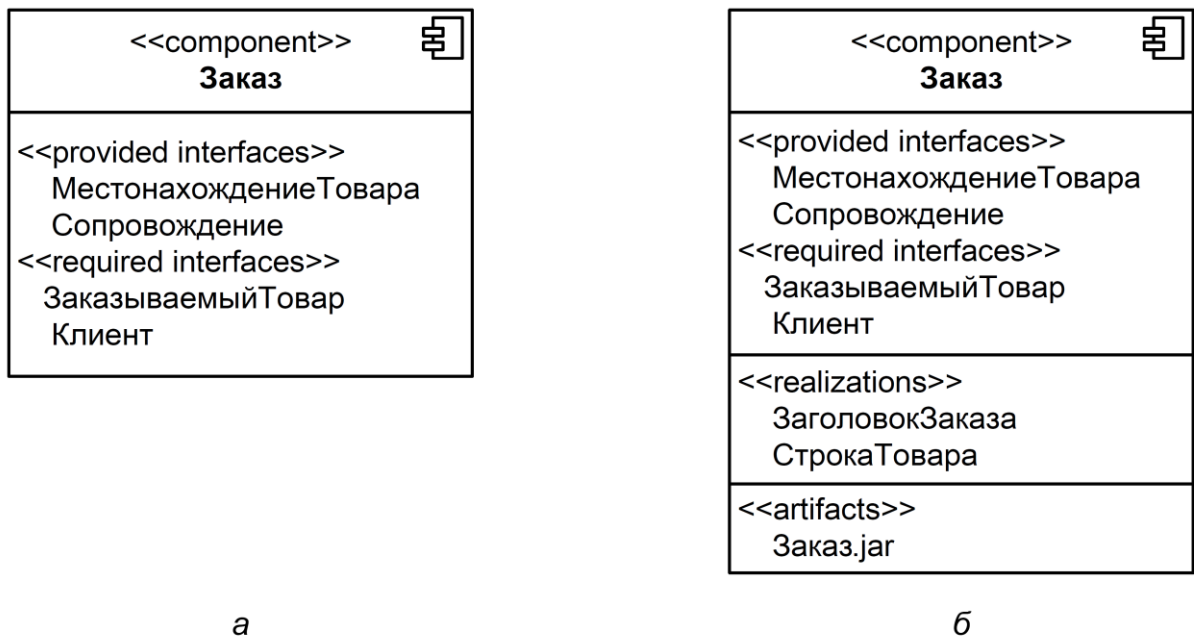 <<component>>
Заказ
<<provided interfaces>>
МестонахождениеТовара
Сопровождение
<<required interfaces>>
ЗаказываемыйТовар
Клиент
а
<<component>>
Заказ
<<provided interfaces>>
МестонахождениеТовара
Сопровождение
<<required interfaces>>
ЗаказываемыйТовар
Клиент
<<realizations>>
ЗаголовокЗаказа
СтрокаТовара
<<artifacts>>
Заказ.jar
б